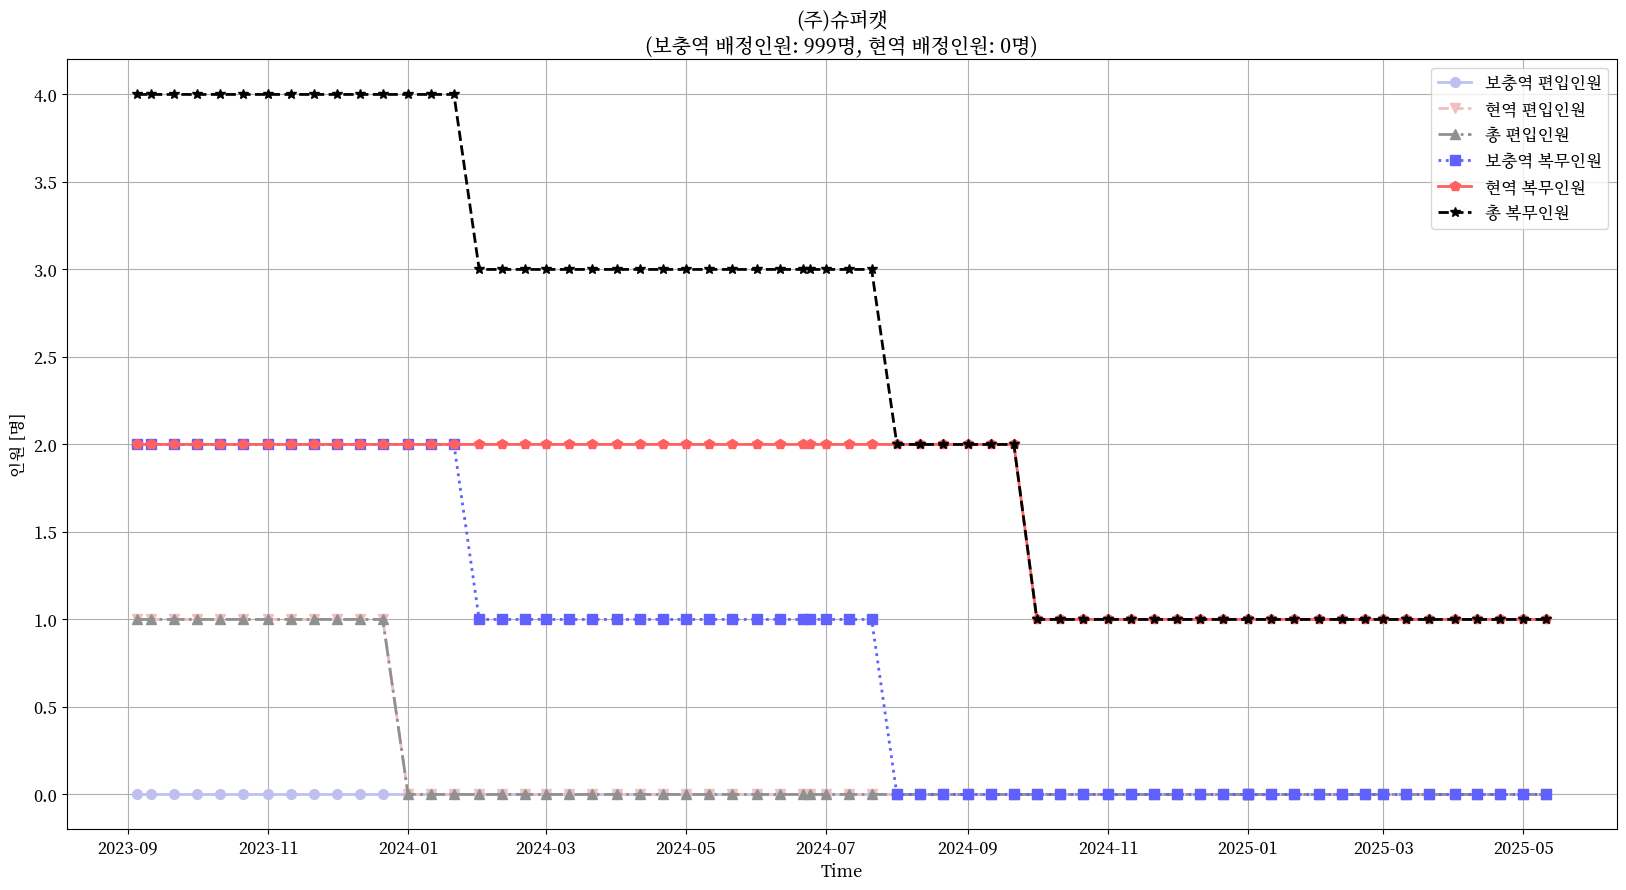 (주)슈퍼캣
(보충역 배정인원: 999명, 현역 배정인원: 0명)
보충역 편입인원
현역 편입인원
총 편입인원
보충역 복무인원
현역 복무인원
총 복무인원
인원 [명]
4.0
3.5
3.0
2.5
2.0
1.5
1.0
0.5
0.0
2023-09 2023-11 2024-01 2024-03 2024-05 2024-07 2024-09 2024-11 2025-01 2025-03 2025-05
Time